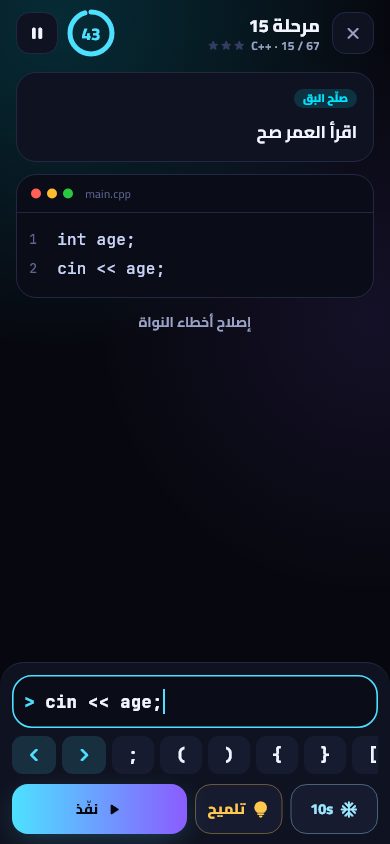 43
مرحلة 15
C++ · 15 / 67
صلّح البق
اقرأ العمر صح
main.cpp
1 int age;
2 cin << age;
إصلاح أخطاء النواة
> cin << age;
‹ › ; ( ) { } [
نفّذ
تلميح
10s